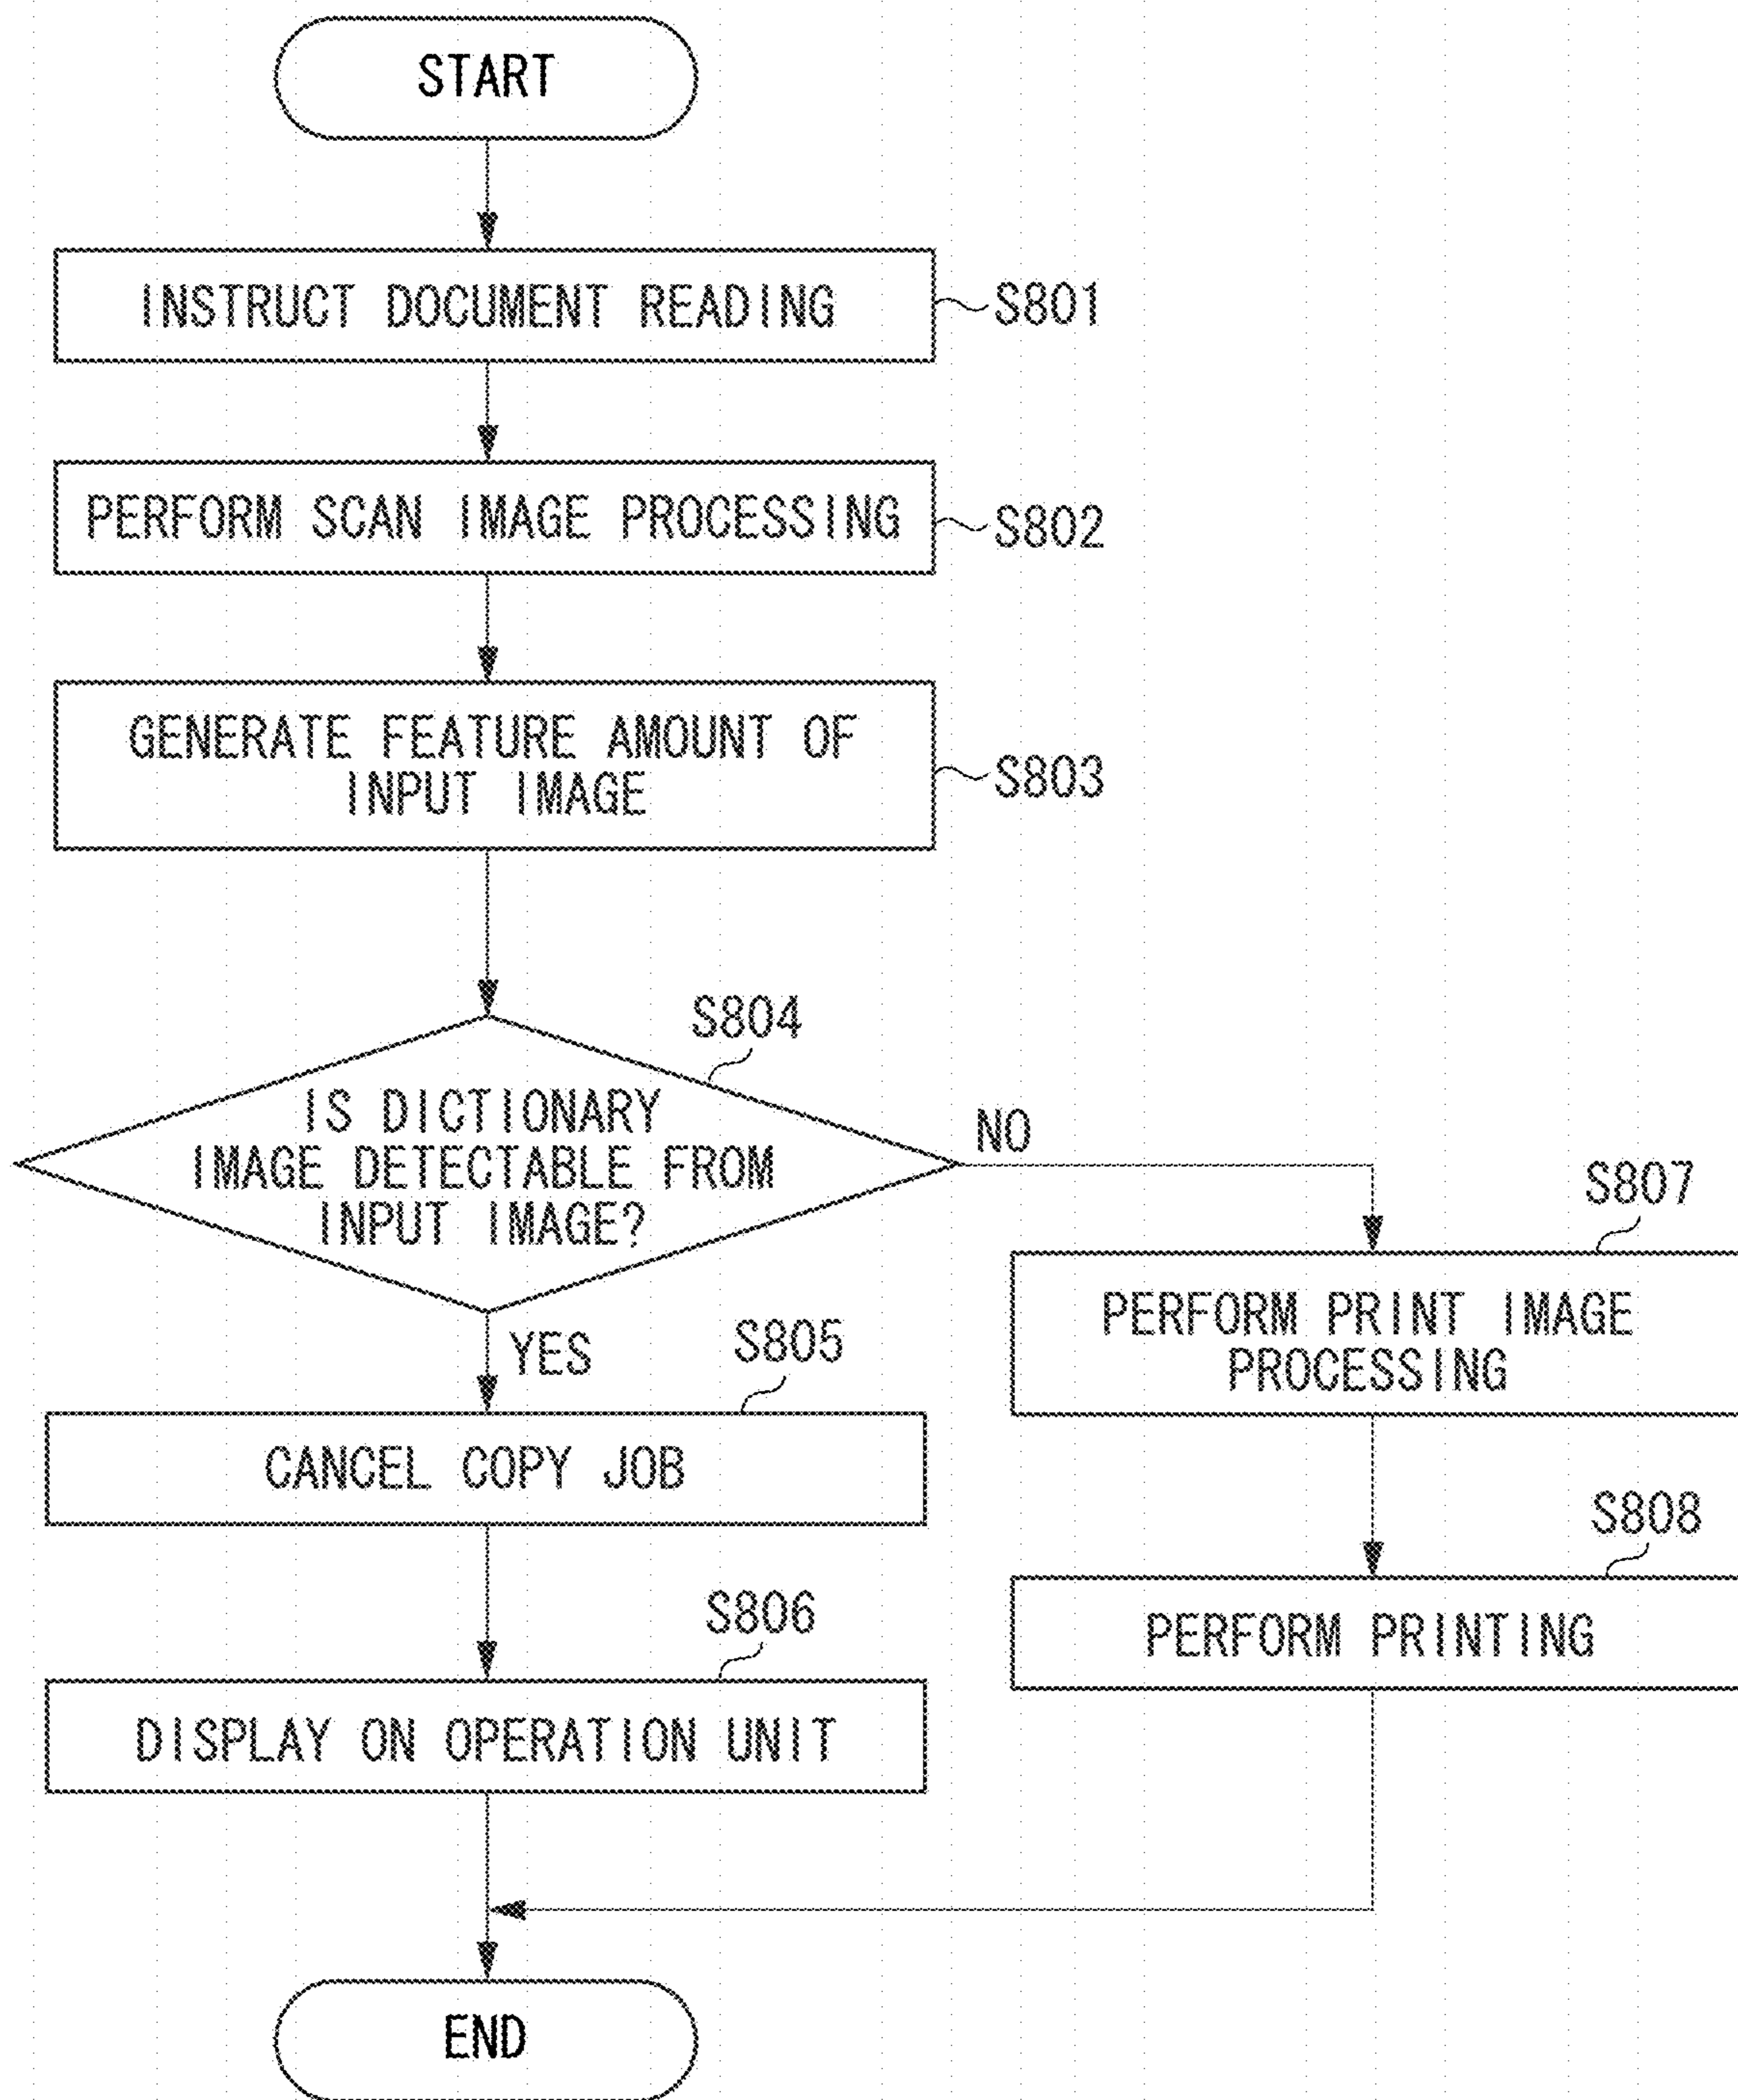 START
INSTRUCT DOCUMENT READING
S801
PERFORM SCAN IMAGE PROCESSING
S802
GENERATE FEATURE AMOUNT OF
INPUT IMAGE
S803
S804
IS DICTIONARY
IMAGE DETECTABLE FROM
INPUT IMAGE?
NO
YES
S805
CANCEL COPY JOB
S806
DISPLAY ON OPERATION UNIT
S807
PERFORM PRINT IMAGE
PROCESSING
S808
PERFORM PRINTING
END